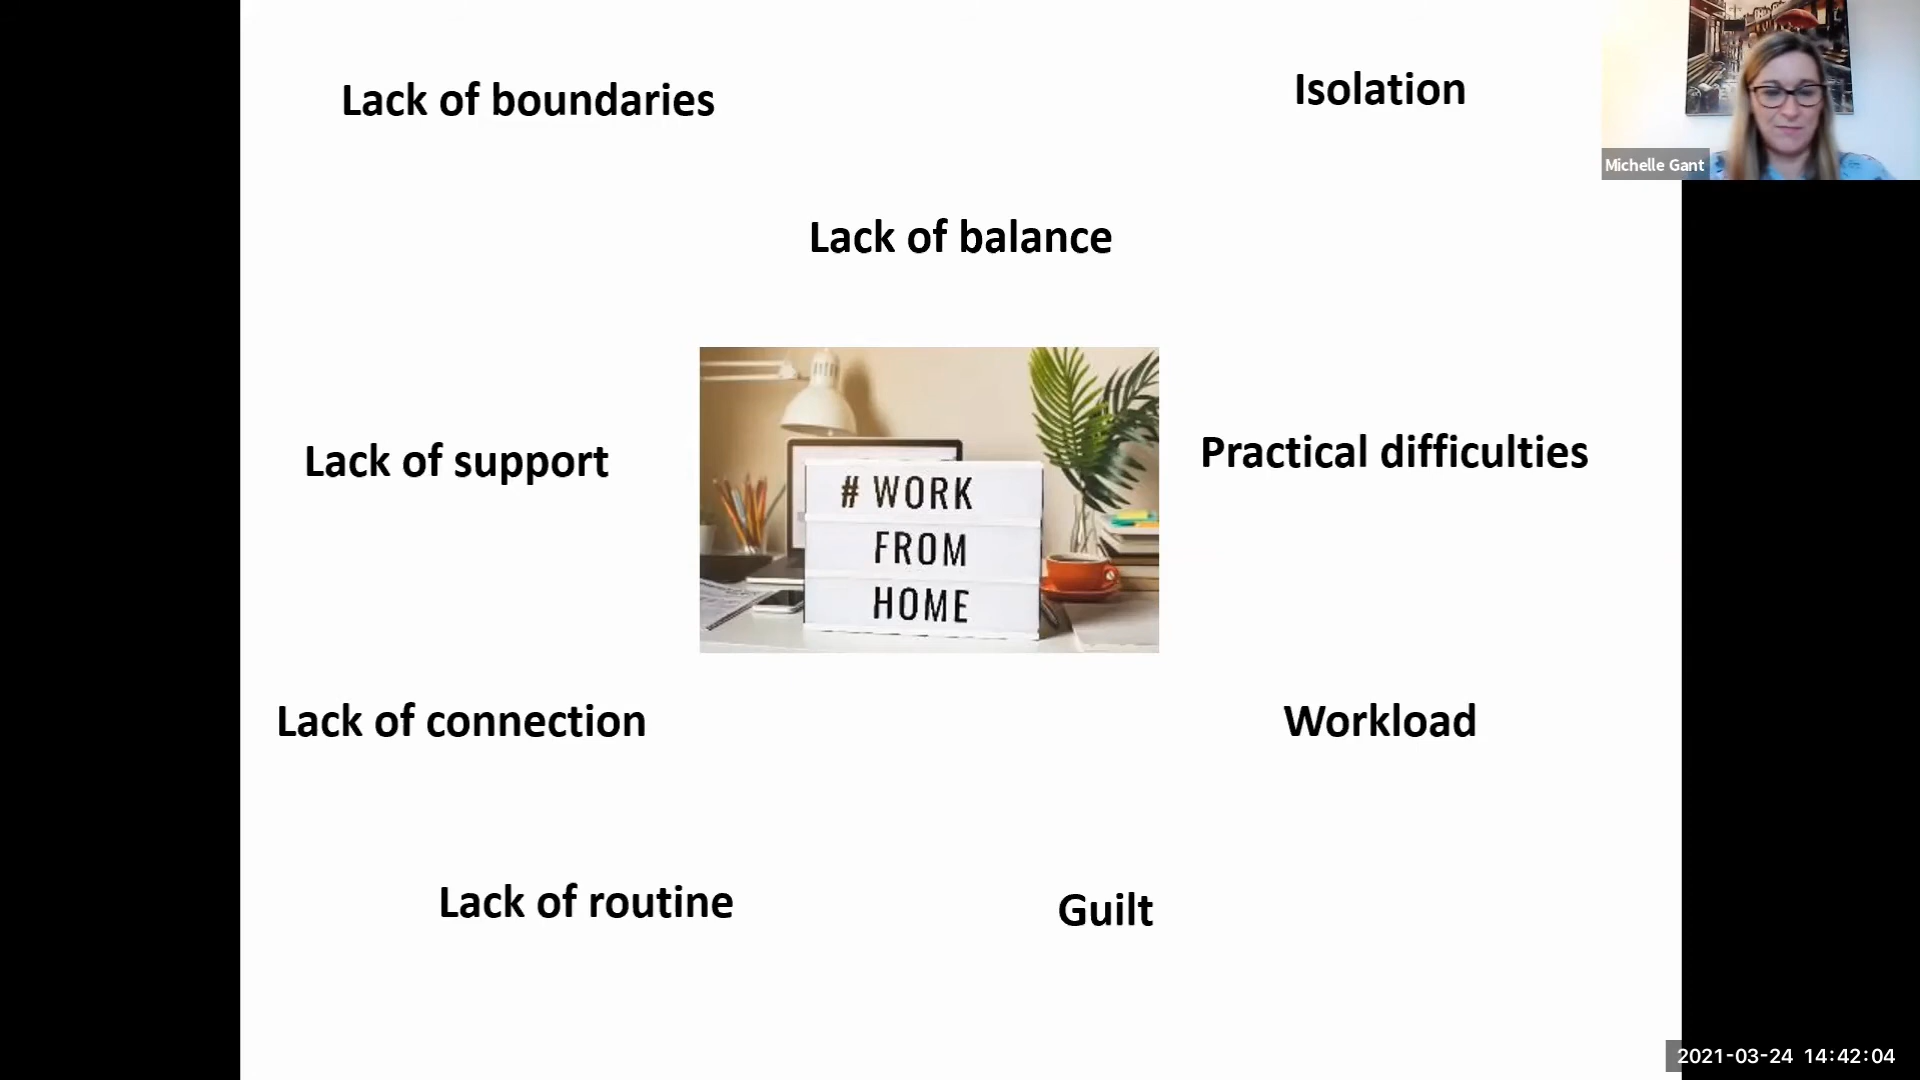 Lack of boundaries
Isolation
Michelle Gant
Lack of balance
Lack of support
# WORK
FROM
HOME
Practical difficulties
Lack of connection
Workload
Lack of routine
Guilt
2021-03-24 14:42:04